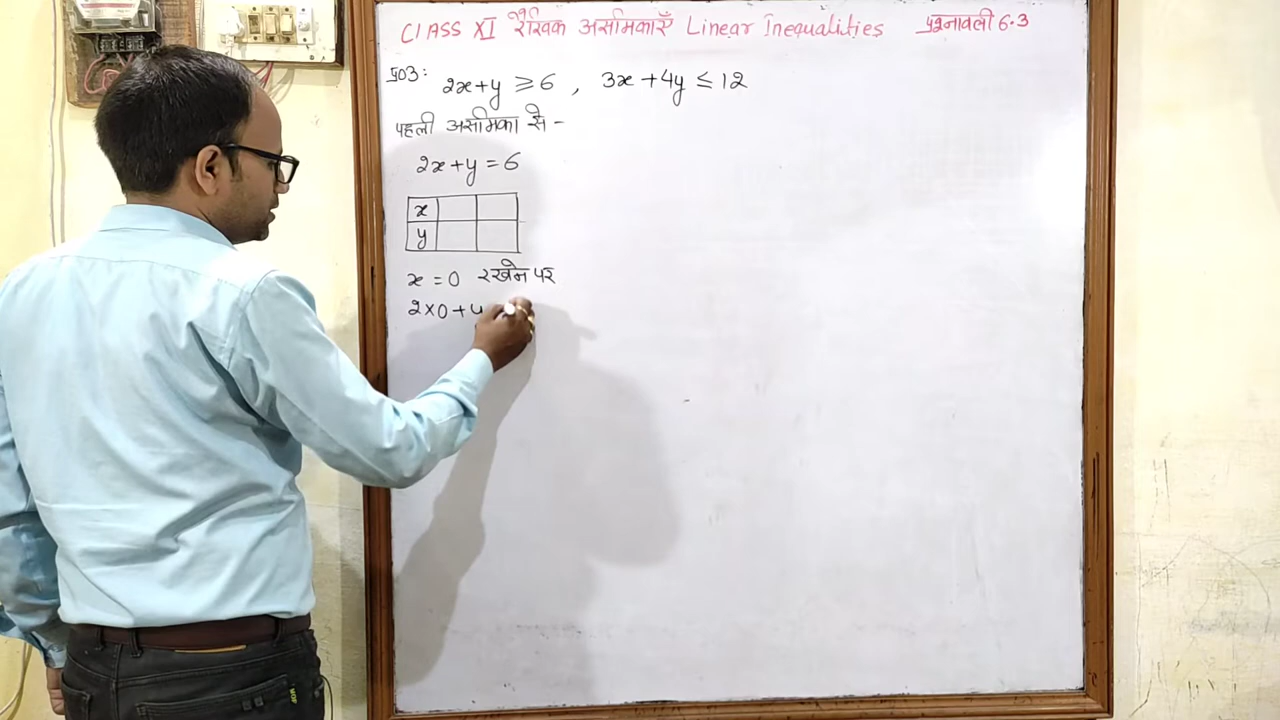 CLASS XI रैखिक असमिकाएँ Linear Inequalities प्रश्नावली 6.3
प्र03: 2x+y ≥ 6 , 3x+4y ≤ 12
पहली असमिका से -
2x+y = 6
x
y
x = 0 रखने पर
2×0+y